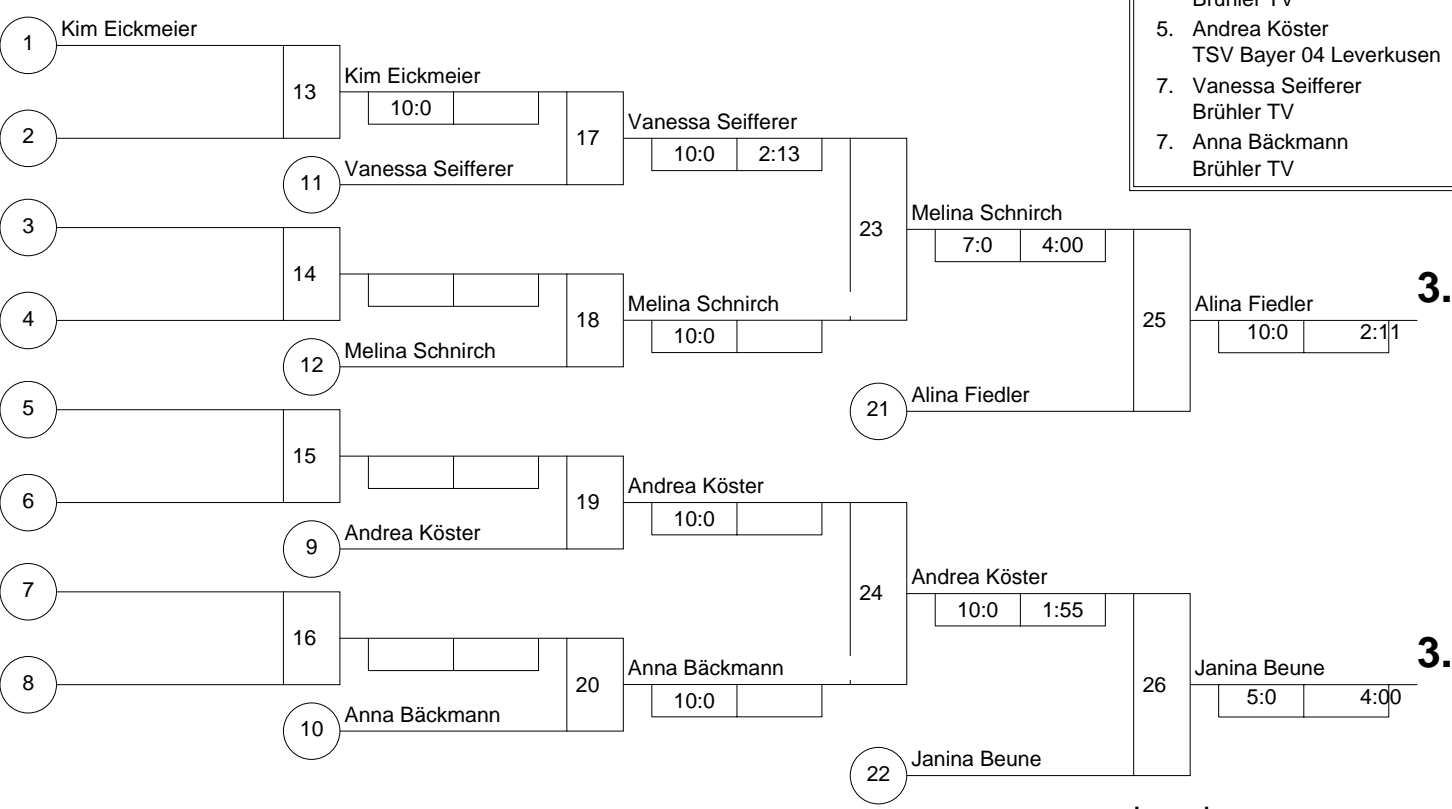 Brühler TV
5. Andrea Köster
TSV Bayer 04 Leverkusen
7. Vanessa Seifferer
Brühler TV
7. Anna Bäckmann
Brühler TV
1 Kim Eickmeier
13
Kim Eickmeier
10:0
2
17
Vanessa Seifferer
10:0 2:13
11 Vanessa Seifferer
3
23
Melina Schnirch
7:0 4:00
14
4
18
Melina Schnirch
10:0
12 Melina Schnirch
25
Alina Fiedler
10:0 2:11
3.
21 Alina Fiedler
5
15
6
19
Andrea Köster
10:0
9 Andrea Köster
7
24
Andrea Köster
10:0 1:55
16
8
20
Anna Bäckmann
10:0
10 Anna Bäckmann
26
Janina Beune
5:0 4:00
3.
22 Janina Beune